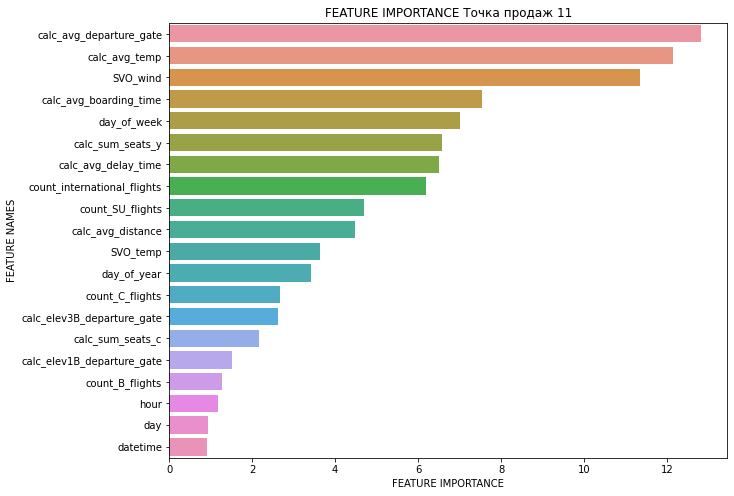 FEATURE IMPORTANCE Точка продаж 11
FEATURE NAMES
calc_avg_departure_gate
calc_avg_temp
SVO_wind
calc_avg_boarding_time
day_of_week
calc_sum_seats_y
calc_avg_delay_time
count_international_flights
count_SU_flights
calc_avg_distance
SVO_temp
day_of_year
count_C_flights
calc_elev3B_departure_gate
calc_sum_seats_c
calc_elev1B_departure_gate
count_B_flights
hour
day
datetime
0 2 4 6 8 10 12
FEATURE IMPORTANCE